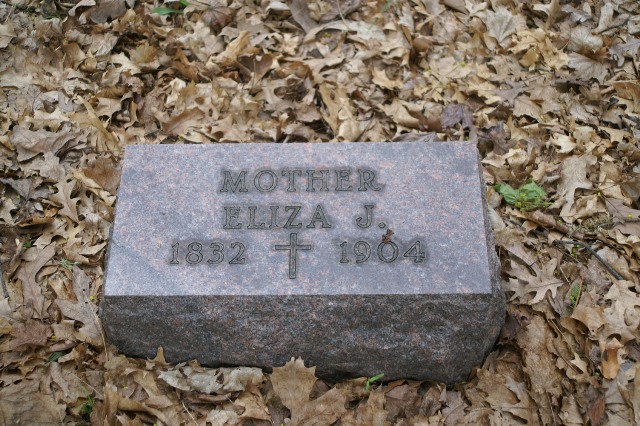 MOTHER
ELIZA J.
1832 1904